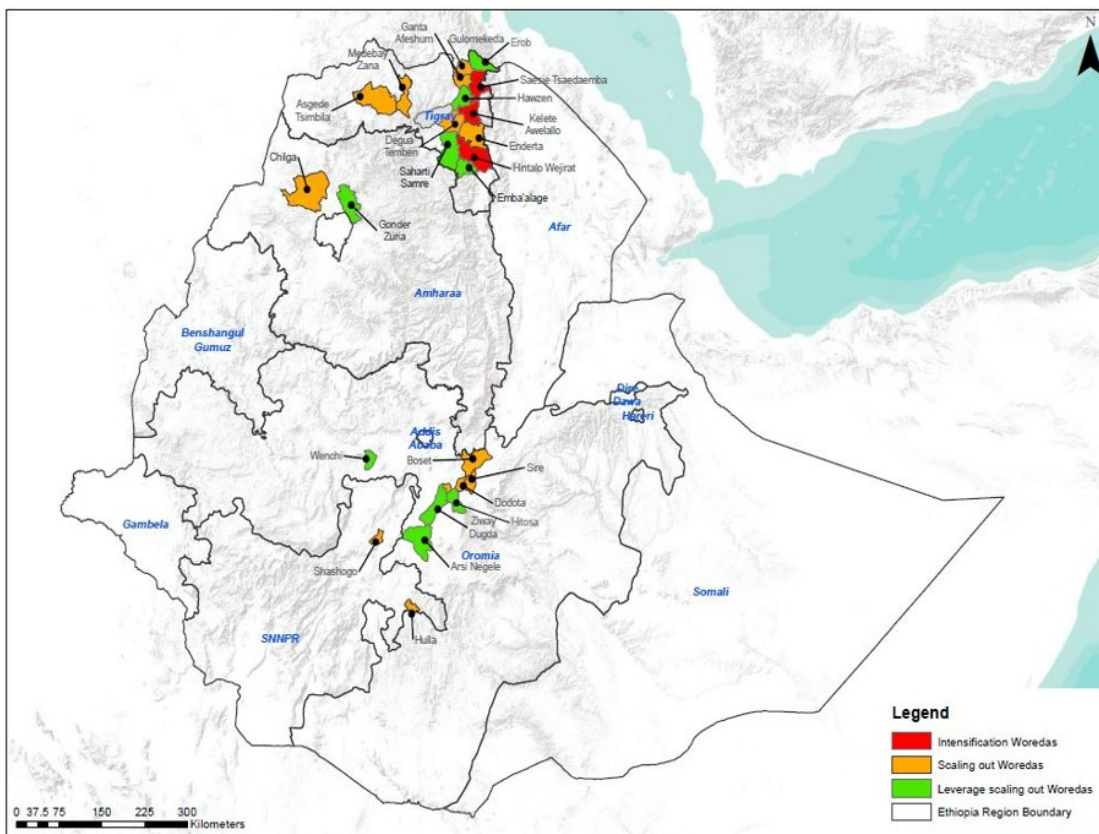 N
Ganta
Afeshum
Gulomekeda
Erob
Medebay
Zana
Saesie Tsaedaemba
Hawzen
Asgede
Tsimbila
Tigray
Kelete
Awelallo
Degua
Temben
Enderta
Chilga
Hintalo Wejirat
Saharti
Samre
Emba'alage
Gonder
Zuria
Afar
Amharaa
Benshangul
Gumuz
Dire
Dawa
Hareri
Addis
Ababa
Wenchi
Boset
Sire
Dodota
Hitosa
Ziway
Dugda
Gambela
Oromia
Shashogo
Arsi Negele
Somali
SNNPR
Hulla
Legend
Intensification Woredas
Scaling out Woredas
Leverage scaling out Woredas
Ethiopia Region Boundary
0 37.5 75 150 225 300
Kilometers